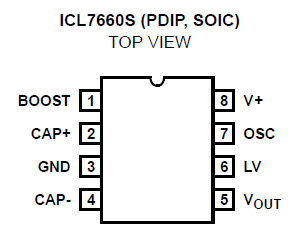 ICL7660S (PDIP, SOIC)
TOP VIEW
BOOST 1 8 V+
CAP+ 2 7 OSC
GND 3 6 LV
CAP- 4 5 VOUT